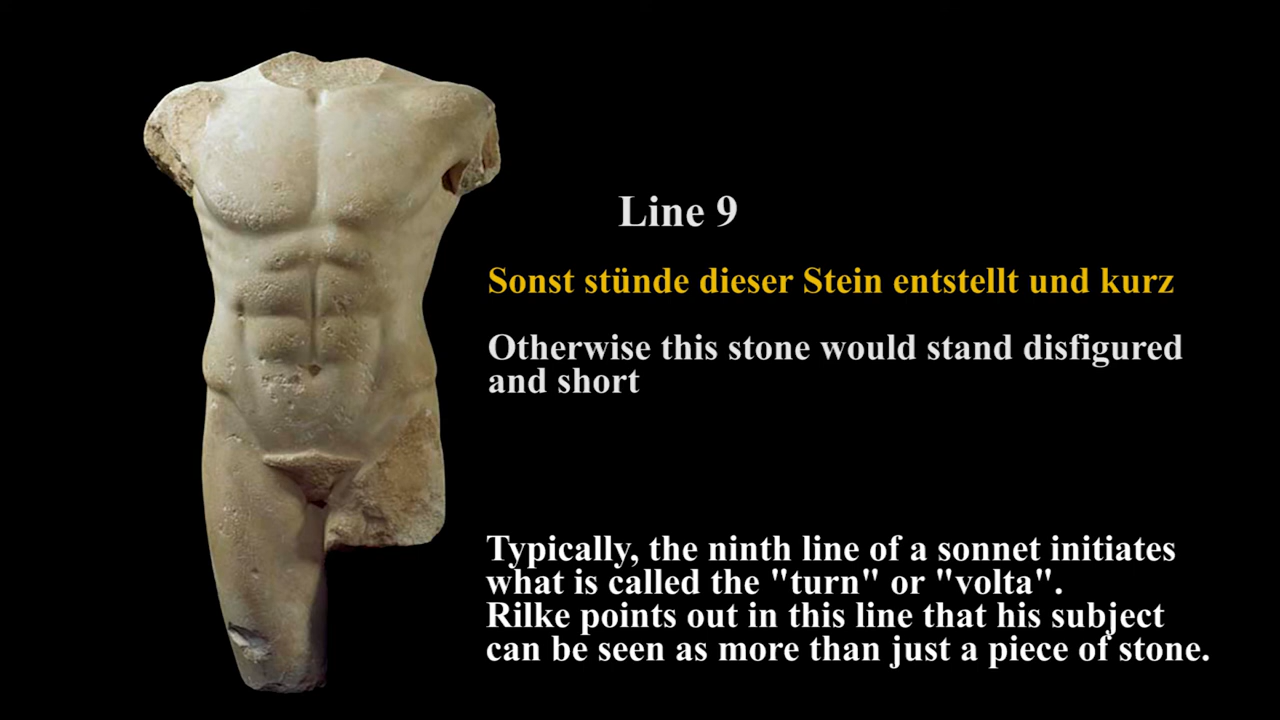 Line 9
Sonst stünde dieser Stein entstellt und kurz
Otherwise this stone would stand disfigured
and short
Typically, the ninth line of a sonnet initiates
what is called the "turn" or "volta".
Rilke points out in this line that his subject
can be seen as more than just a piece of stone.